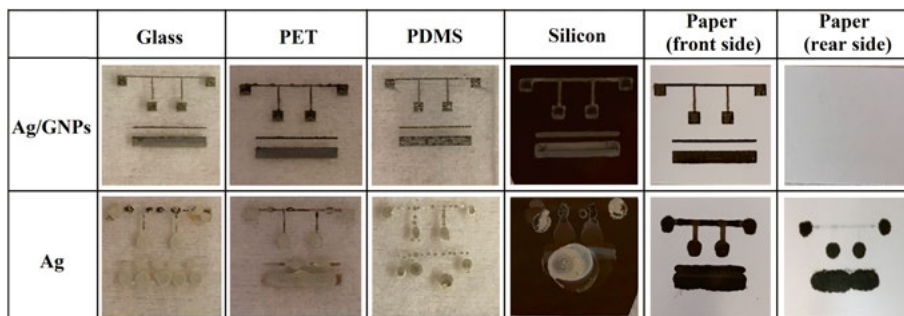 Glass
PET
PDMS
Silicon
Paper
(front side)
Paper
(rear side)
Ag/GNPs
Ag